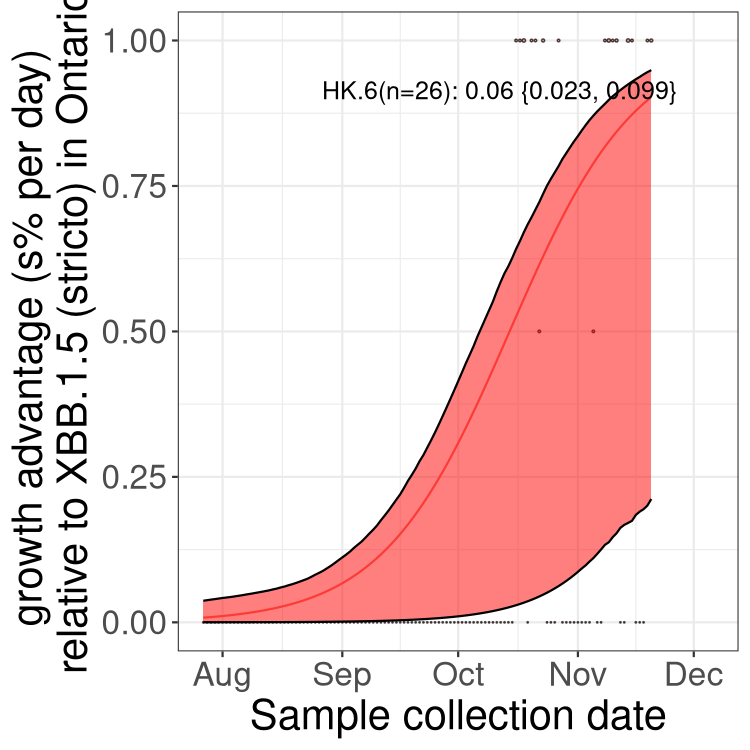 growth advantage (s% per day)
relative to XBB.1.5 (stricto) in Ontario
1.00
0.75
0.50
0.25
0.00
HK.6(n=26): 0.06 {0.023, 0.099}
Aug Sep Oct Nov Dec
Sample collection date